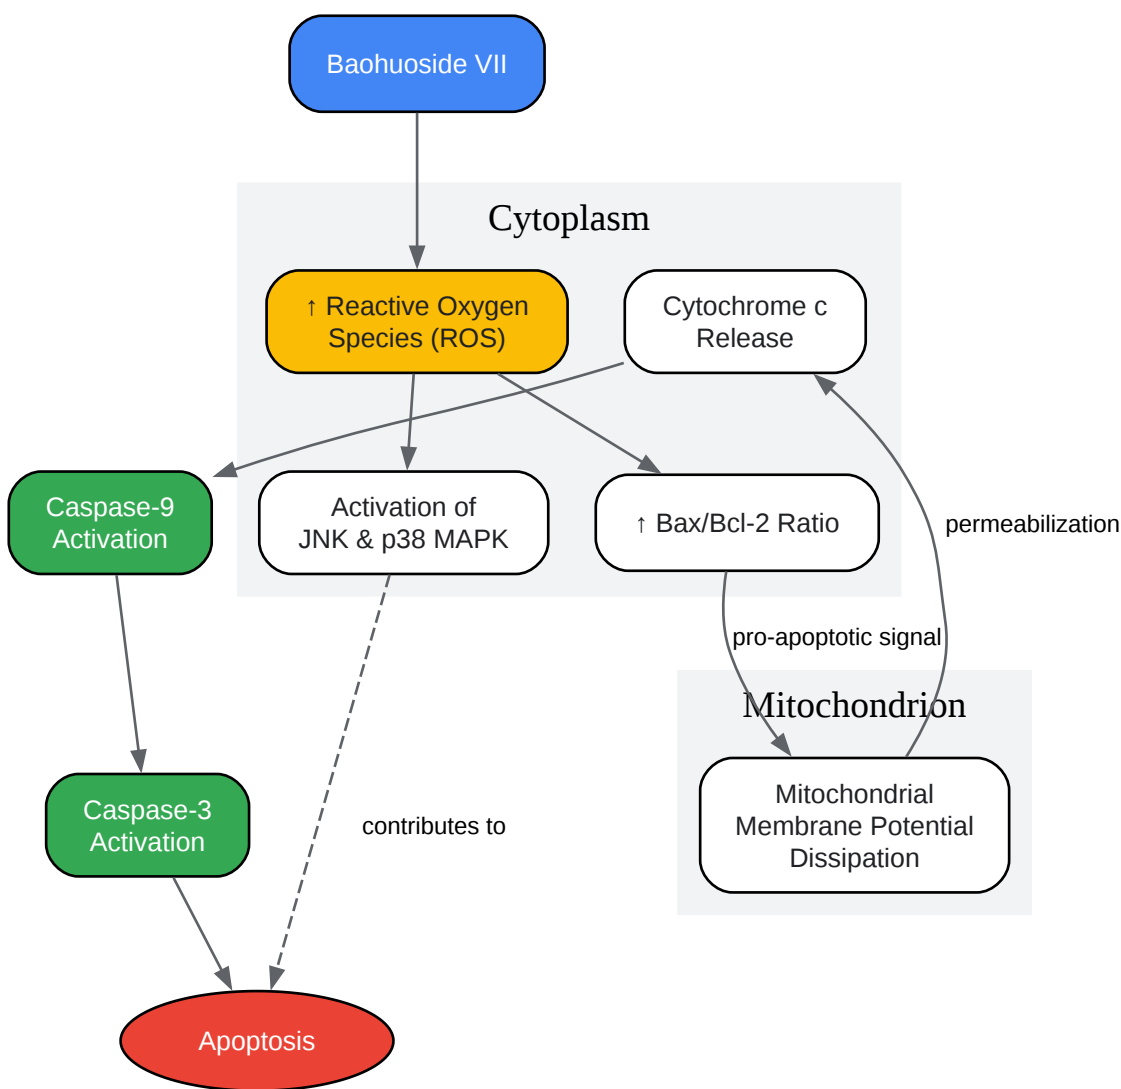 Baohuoside VII
Cytoplasm
↑ Reactive Oxygen
Species (ROS)
Cytochrome c
Release
Caspase-9
Activation
Activation of
JNK & p38 MAPK
↑ Bax/Bcl-2 Ratio
permeabilization
pro-apoptotic signal
Mitochondrion
Caspase-3
Activation
contributes to
Mitochondrial
Membrane Potential
Dissipation
Apoptosis